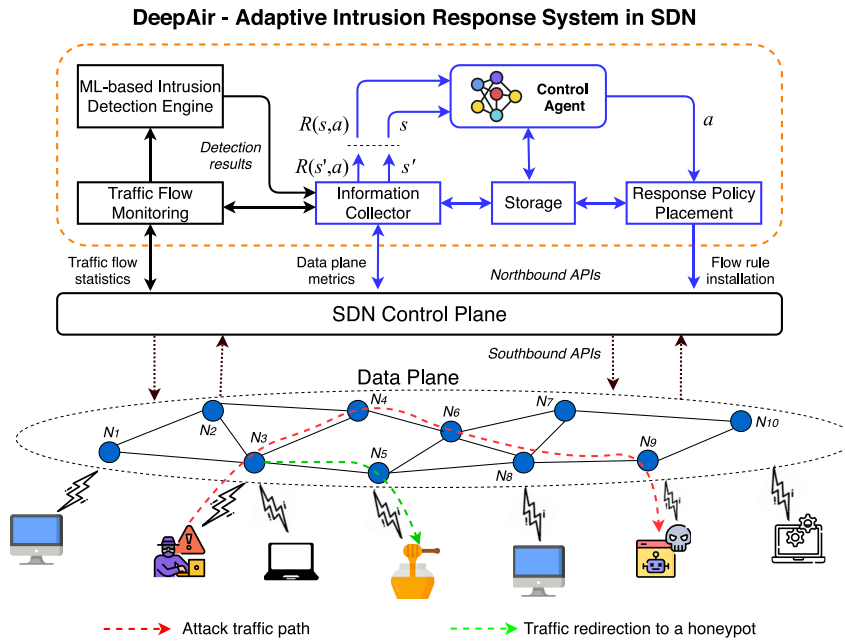 DeepAir - Adaptive Intrusion Response System in SDN
ML-based Intrusion
Detection Engine
Control
Agent
R(s,a)
s
a
Detection
results
R(s',a)
s'
Traffic Flow
Monitoring
Information
Collector
Storage
Response Policy
Placement
Traffic flow
statistics
Data plane
metrics
Northbound APIs
Flow rule
installation
SDN Control Plane
Southbound APIs
Data Plane
N1
N2
N3
N4
N5
N6
N7
N8
N9
N10
Attack traffic path
Traffic redirection to a honeypot